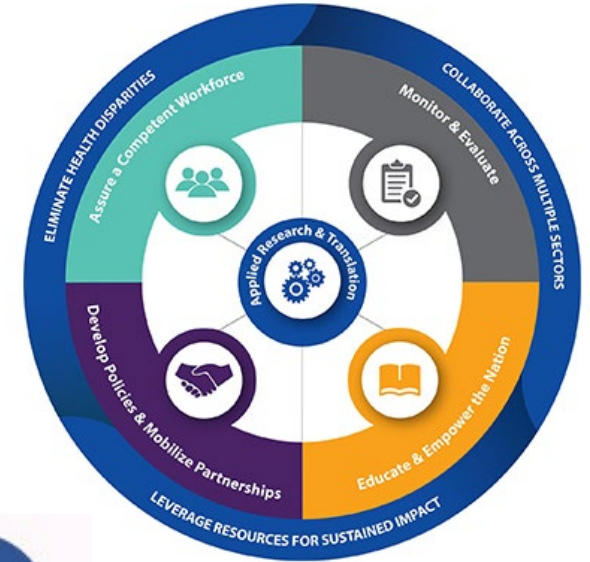 ELIMINATE HEALTH DISPARITIES
COLLABORATE ACROSS MULTIPLE SECTORS
Assure a Competent Workforce
Monitor & Evaluate
Applied Research & Translation
Develop Policies & Mobilize Partnerships
Educate & Empower the Nation
LEVERAGE RESOURCES FOR SUSTAINED IMPACT